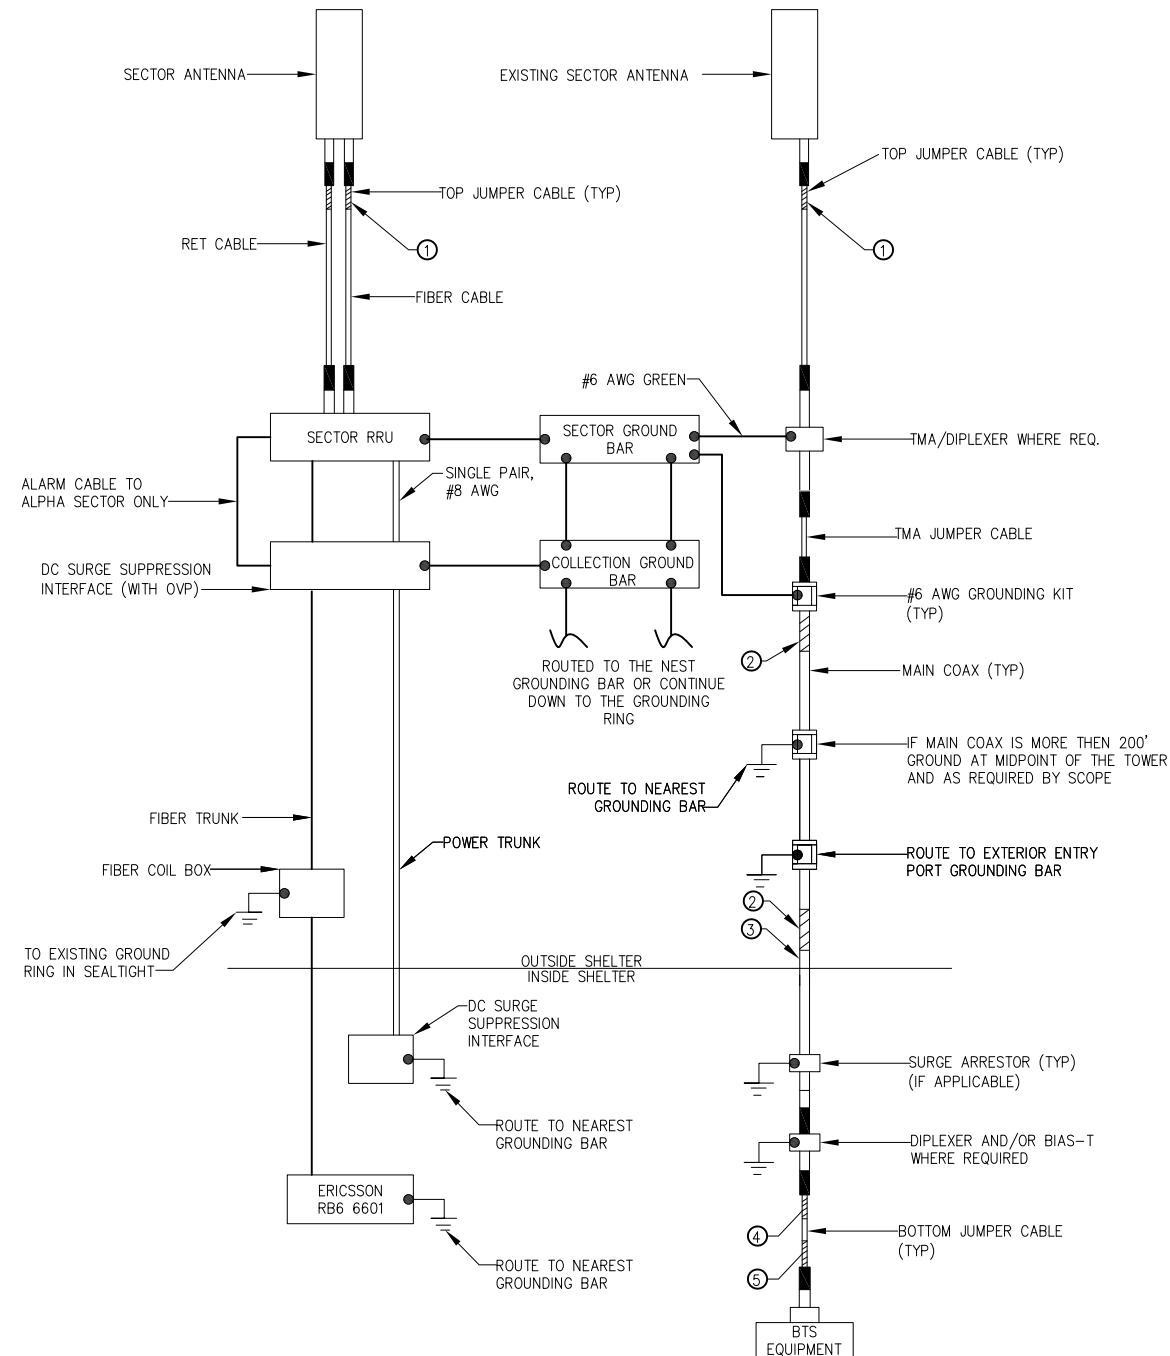 SECTOR ANTENNA
EXISTING SECTOR ANTENNA
TOP JUMPER CABLE (TYP)
TOP JUMPER CABLE (TYP)
RET CABLE
1
1
FIBER CABLE
#6 AWG GREEN
SECTOR RRU
SECTOR GROUND
BAR
TMA/DIPLEXER WHERE REQ.
SINGLE PAIR,
#8 AWG
ALARM CABLE TO
ALPHA SECTOR ONLY
TMA JUMPER CABLE
DC SURGE SUPPRESSION
INTERFACE (WITH OVP)
COLLECTION GROUND
BAR
#6 AWG GROUNDING KIT
(TYP)
2
ROUTED TO THE NEST
GROUNDING BAR OR CONTINUE
DOWN TO THE GROUNDING
RING
MAIN COAX (TYP)
IF MAIN COAX IS MORE THEN 200'
GROUND AT MIDPOINT OF THE TOWER
AND AS REQUIRED BY SCOPE
ROUTE TO NEAREST
GROUNDING BAR
FIBER TRUNK
POWER TRUNK
ROUTE TO EXTERIOR ENTRY
PORT GROUNDING BAR
FIBER COIL BOX
2
3
TO EXISTING GROUND
RING IN SEALTIGHT
OUTSIDE SHELTER
INSIDE SHELTER
DC SURGE
SUPPRESSION
INTERFACE
SURGE ARRESTOR (TYP)
(IF APPLICABLE)
ROUTE TO NEAREST
GROUNDING BAR
DIPLEXER AND/OR BIAS-T
WHERE REQUIRED
ERICSSON
RB6 6601
4
BOTTOM JUMPER CABLE
(TYP)
ROUTE TO NEAREST
GROUNDING BAR
5
BTS
EQUIPMENT